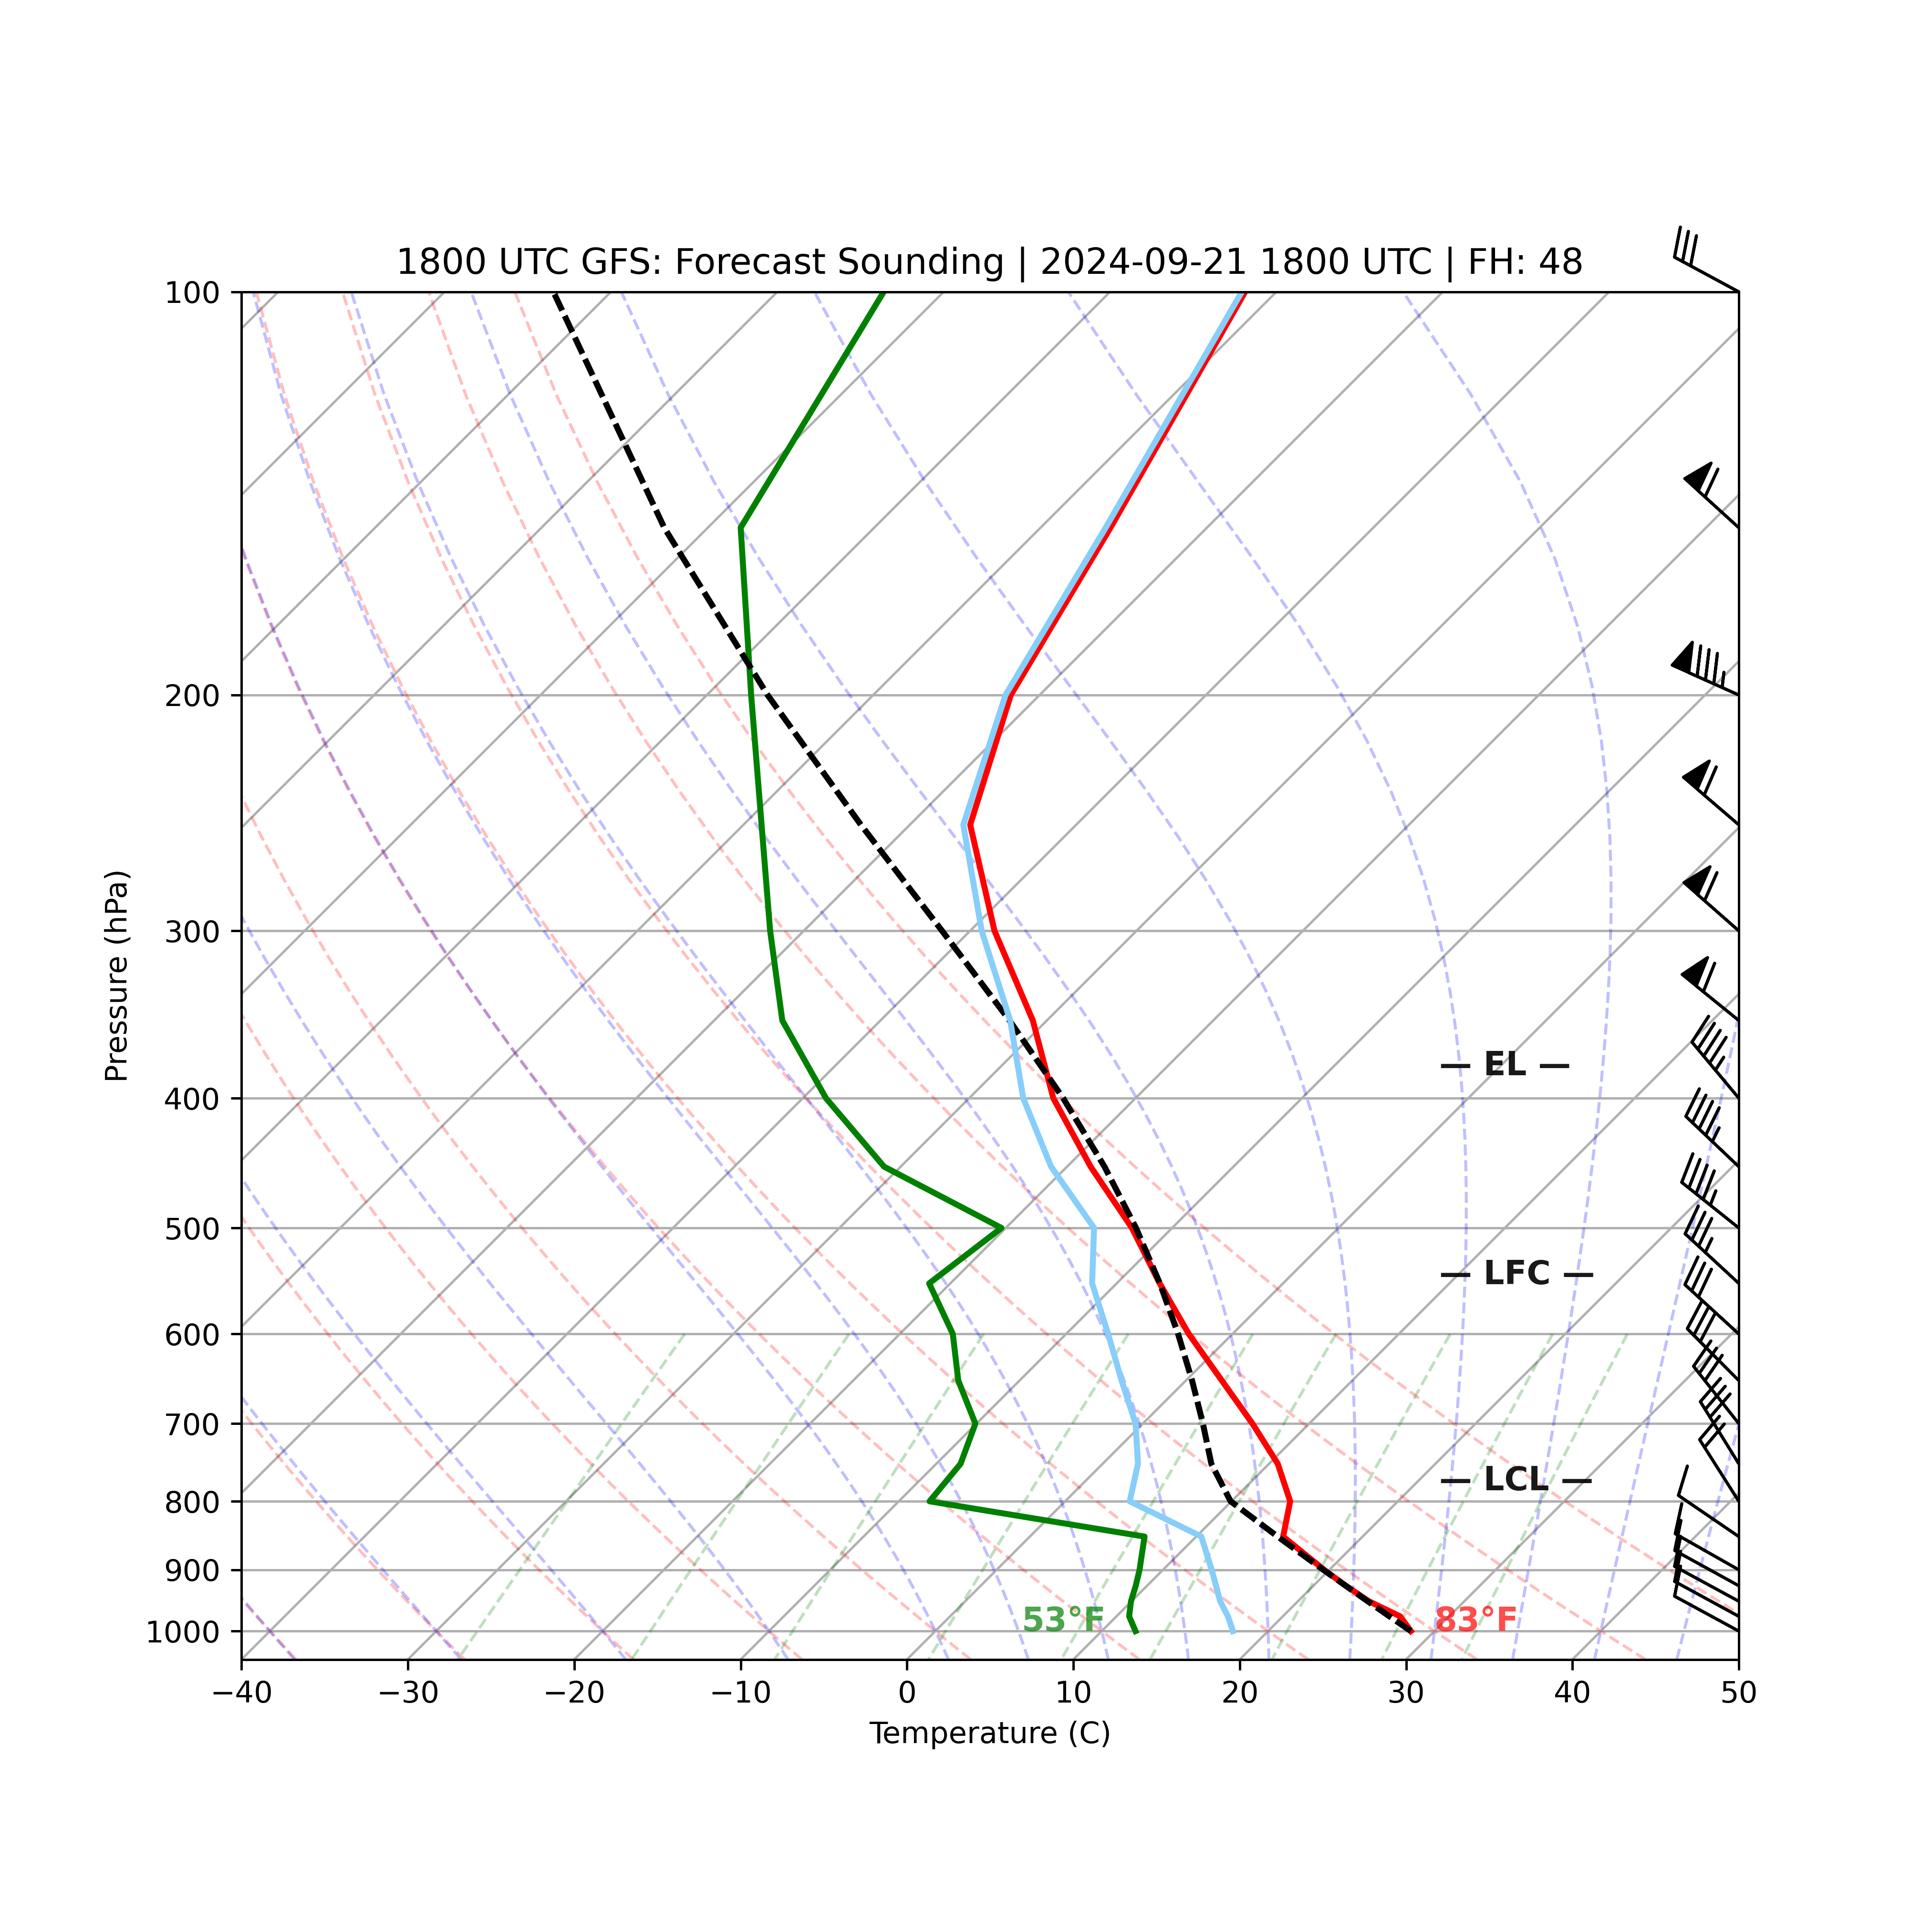 1800 UTC GFS: Forecast Sounding | 2024-09-21 1800 UTC | FH: 48
100
200
300
— EL —
400
500
— LFC —
600
700
— LCL —
800
900
53°F 83°F
1000
−40 −30 −20 −10 0 10 20 30 40 50
Temperature (C)
Pressure (hPa)